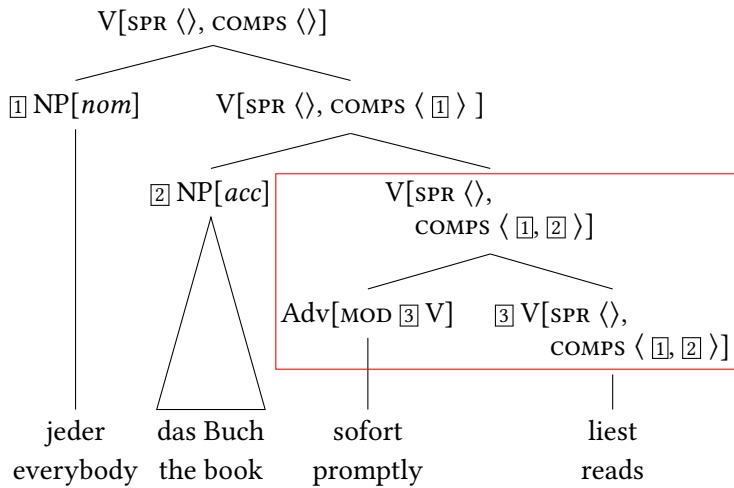 V[SPR ⟨⟩, COMPS ⟨⟩]
1 NP[nom] V[SPR ⟨⟩, COMPS ⟨ 1 ⟩ ]
2 NP[acc] V[SPR ⟨⟩,
COMPS ⟨ 1, 2 ⟩]
Adv[MOD 3 V] 3 V[SPR ⟨⟩,
COMPS ⟨ 1, 2 ⟩]
jeder das Buch sofort liest
everybody the book promptly reads